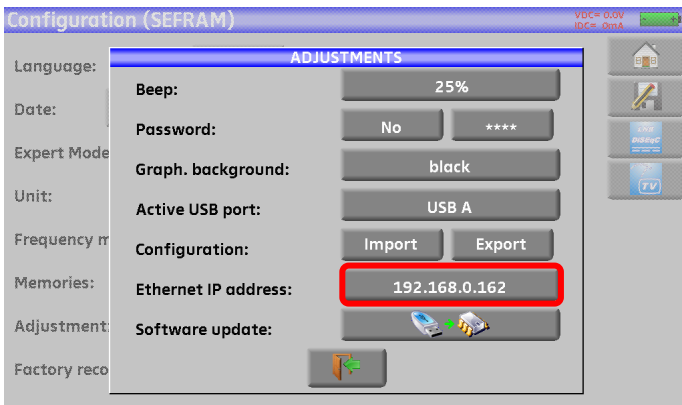 Configuration (SEFRAM)
VDC= 0.0V
IDC= 0mA
Language:
Date:
Expert Mode
Unit:
Frequency m
Memories:
Adjustment:
Factory reco
ADJUSTMENTS
Beep: 25%
Password: No ****
Graph. background: black
Active USB port: USB A
Configuration: Import Export
Ethernet IP address: 192.168.0.162
Software update:
LNB
DiSEqC
TV